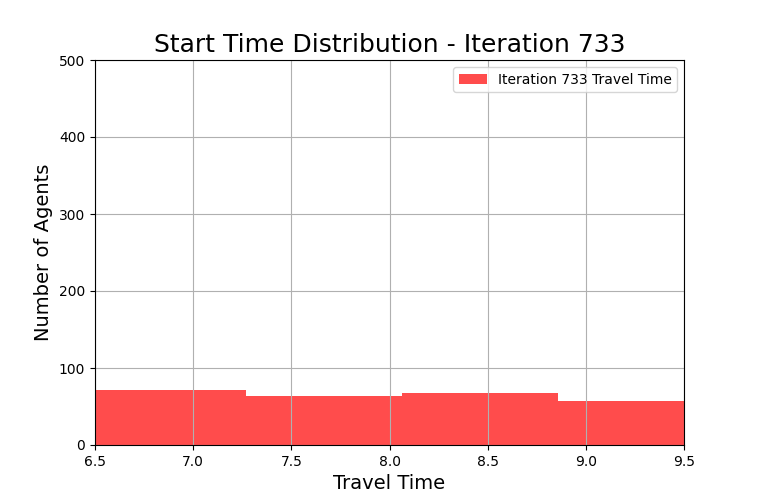 Start Time Distribution - Iteration 733
Iteration 733 Travel Time
Number of Agents
500
400
300
200
100
0
6.5 7.0 7.5 8.0 8.5 9.0 9.5
Travel Time